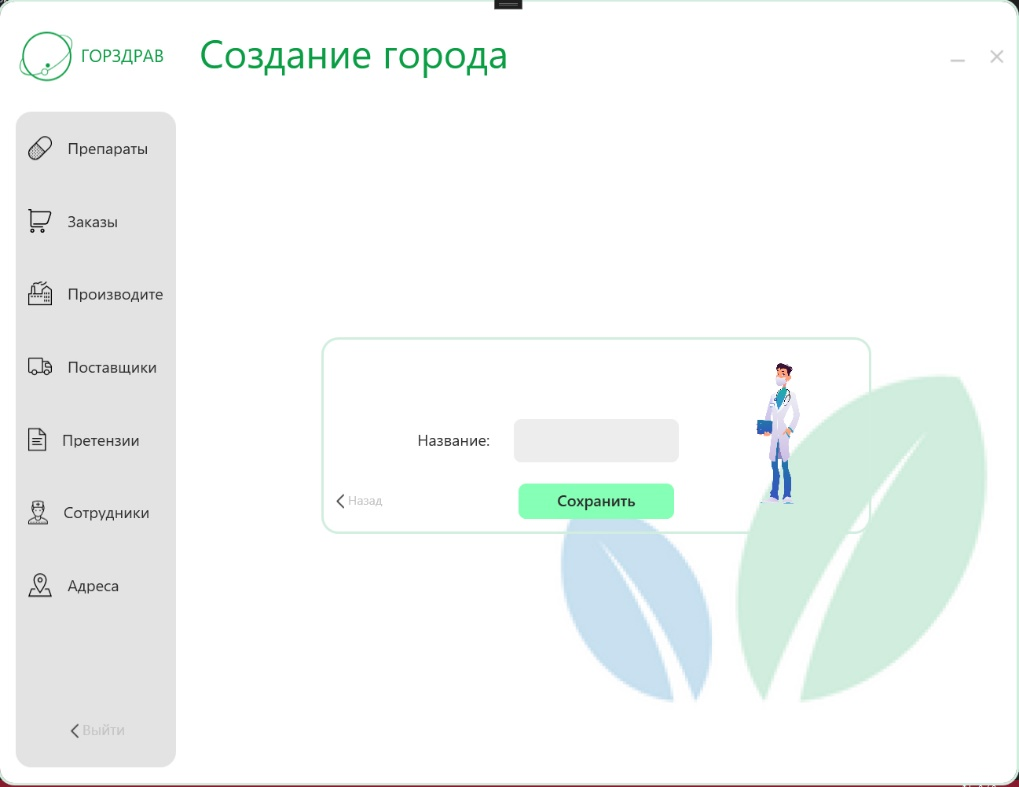 ГОРЗДРАВ
Создание города
Препараты
Заказы
Производите
Поставщики
Претензии
Сотрудники
Адреса
Выйти
Название:
Назад
Сохранить